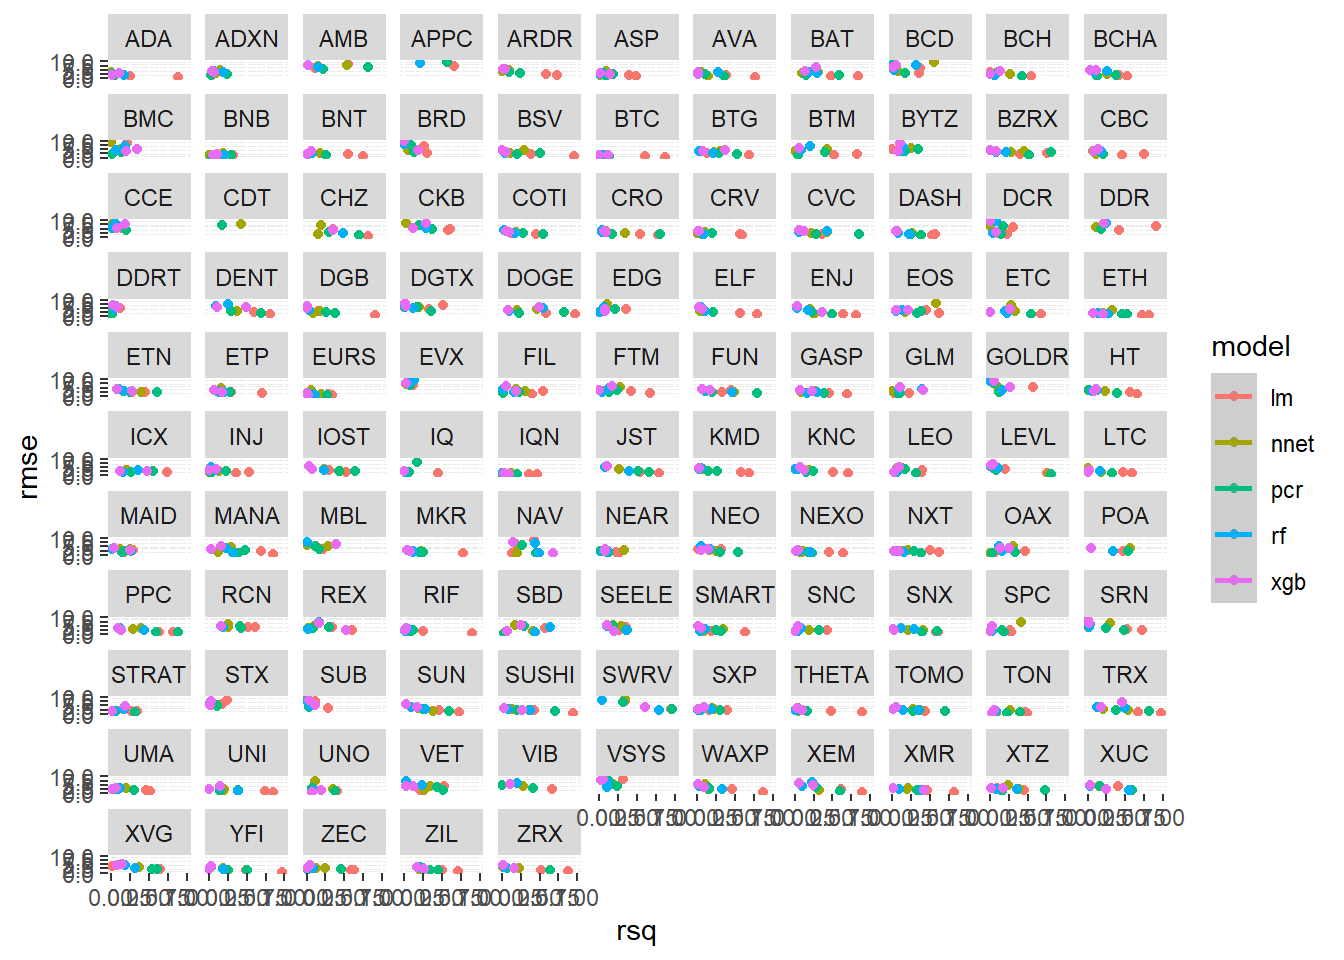 ADA ADXN AMB APPC ARDR ASP AVA BAT BCD BCH BCHA
BMC BNB BNT BRD BSV BTC BTG BTM BYTZ BZRX CBC
CCE CDT CHZ CKB COTI CRO CRV CVC DASH DCR DDR
DDRT DENT DGB DGTX DOGE EDG ELF ENJ EOS ETC ETH
ETN ETP EURS EVX FIL FTM FUN GASP GLM GOLDR HT
ICX INJ IOST IQ IQN JST KMD KNC LEO LEVL LTC
MAID MANA MBL MKR NAV NEAR NEO NEXO NXT OAX POA
PPC RCN REX RIF SBD SEELE SMART SNC SNX SPC SRN
STRAT STX SUB SUN SUSHI SWRV SXP THETA TOMO TON TRX
UMA UNI UNO VET VIB VSYS WAXP XEM XMR XTZ XUC
XVG YFI ZEC ZIL ZRX
rsq
rmse
model
lm
nnet
pcr
rf
xgb